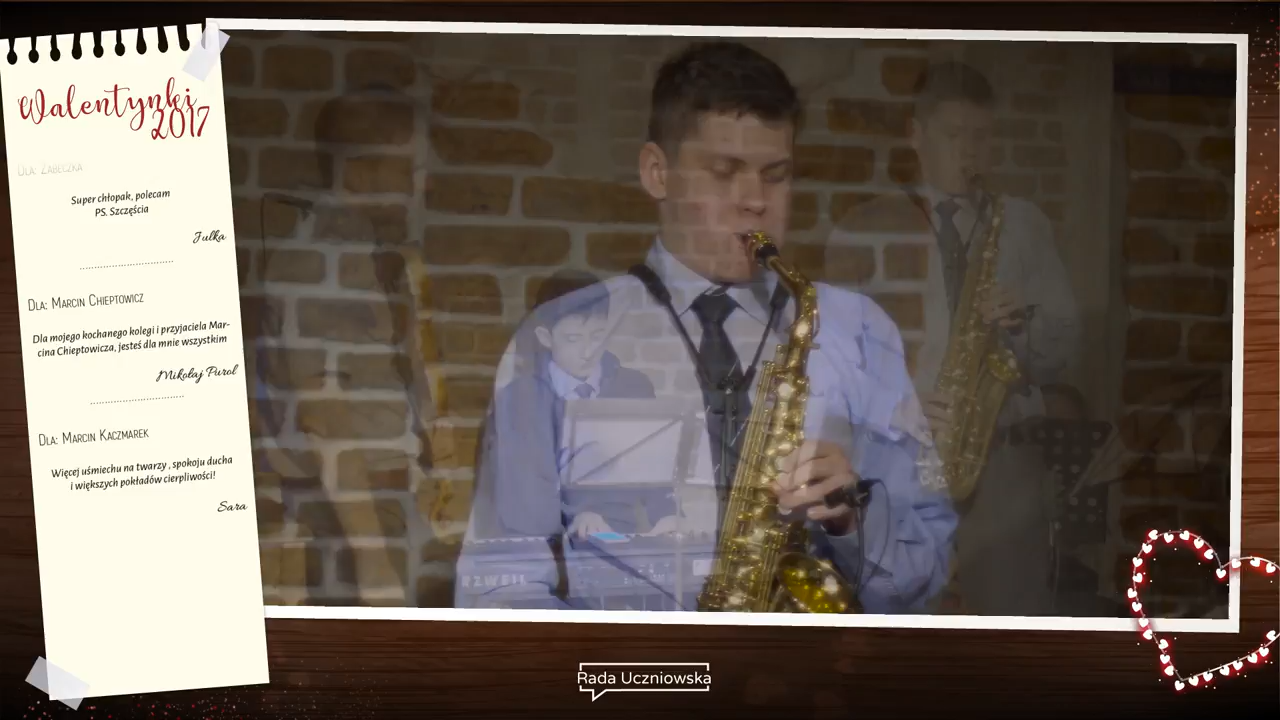 Walentynki
2017
Dla: Żabeczka
Super chłopak, polecam
PS. Szczęścia
Julka
Dla: Marcin Chieptowicz
Dla mojego kochanego kolegi i przyjaciela Mar-
cina Chieptowicza, jesteś dla mnie wszystkim
Mikołaj Purol
Dla: Marcin Kaczmarek
Więcej uśmiechu na twarzy , spokoju ducha
i większych pokładów cierpliwości!
Sara
RZWEIL
Rada Uczniowska